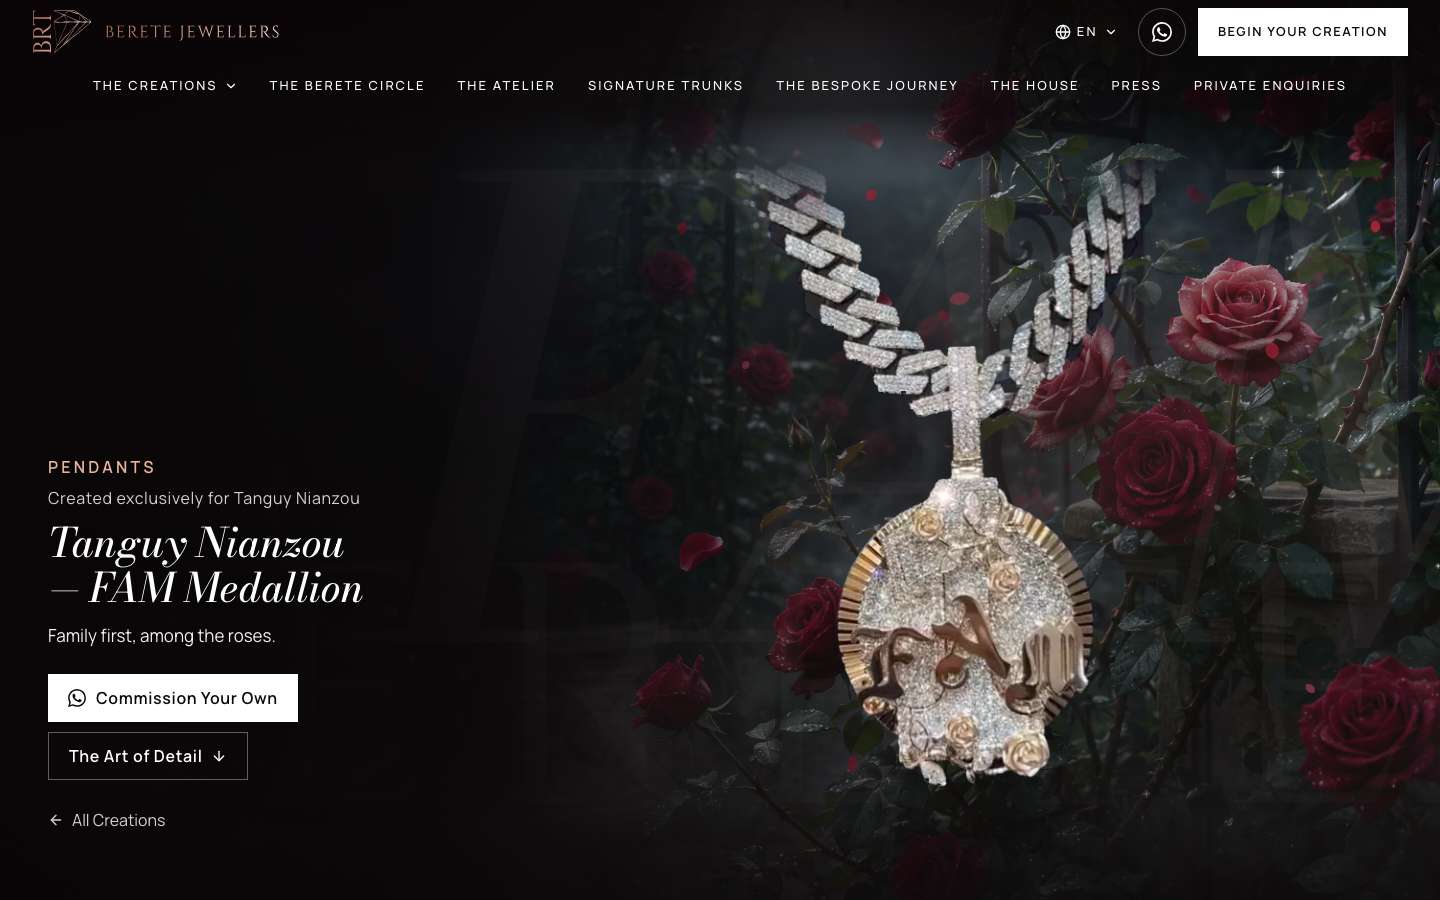 BRT
BERETE JEWELLERS
EN
BEGIN YOUR CREATION
THE CREATIONS
THE BERETE CIRCLE
THE ATELIER
SIGNATURE TRUNKS
THE BESPOKE JOURNEY
THE HOUSE
PRESS
PRIVATE ENQUIRIES
PENDANTS
Created exclusively for Tanguy Nianzou
Tanguy Nianzou
— FAM Medallion
Family first, among the roses.
Commission Your Own
The Art of Detail
All Creations
FAM